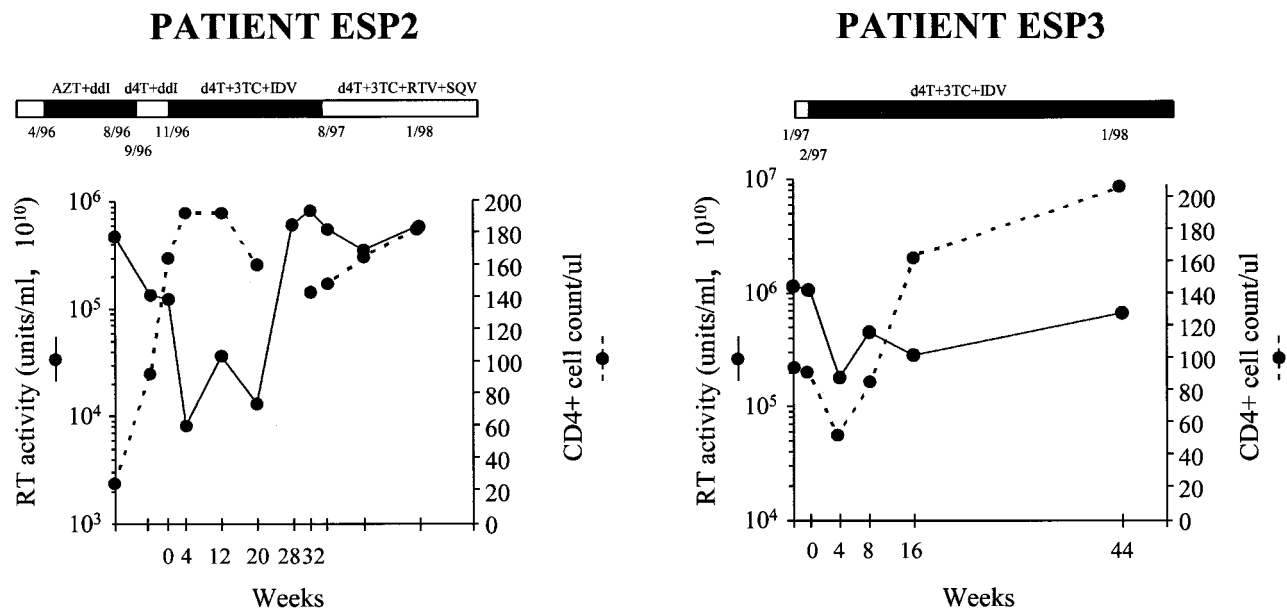 PATIENT ESP2
AZT+ddI d4T+ddI d4T+3TC+IDV d4T+3TC+RTV+SQV
4/96 8/96 11/96 8/97 1/98
9/96
RT activity (units/ml, 10¹⁰)
10⁶
10⁵
10⁴
10³
200
180
160
140
120
100
80
60
40
20
0
CD4+ cell count/ul
0 4 12 20 28 32
Weeks
PATIENT ESP3
d4T+3TC+IDV
1/97 1/98
2/97
RT activity (units/ml, 10¹⁰)
10⁷
10⁶
10⁵
10⁴
200
180
160
140
120
100
80
60
40
20
0
CD4+ cell count/ul
0 4 8 16 44
Weeks